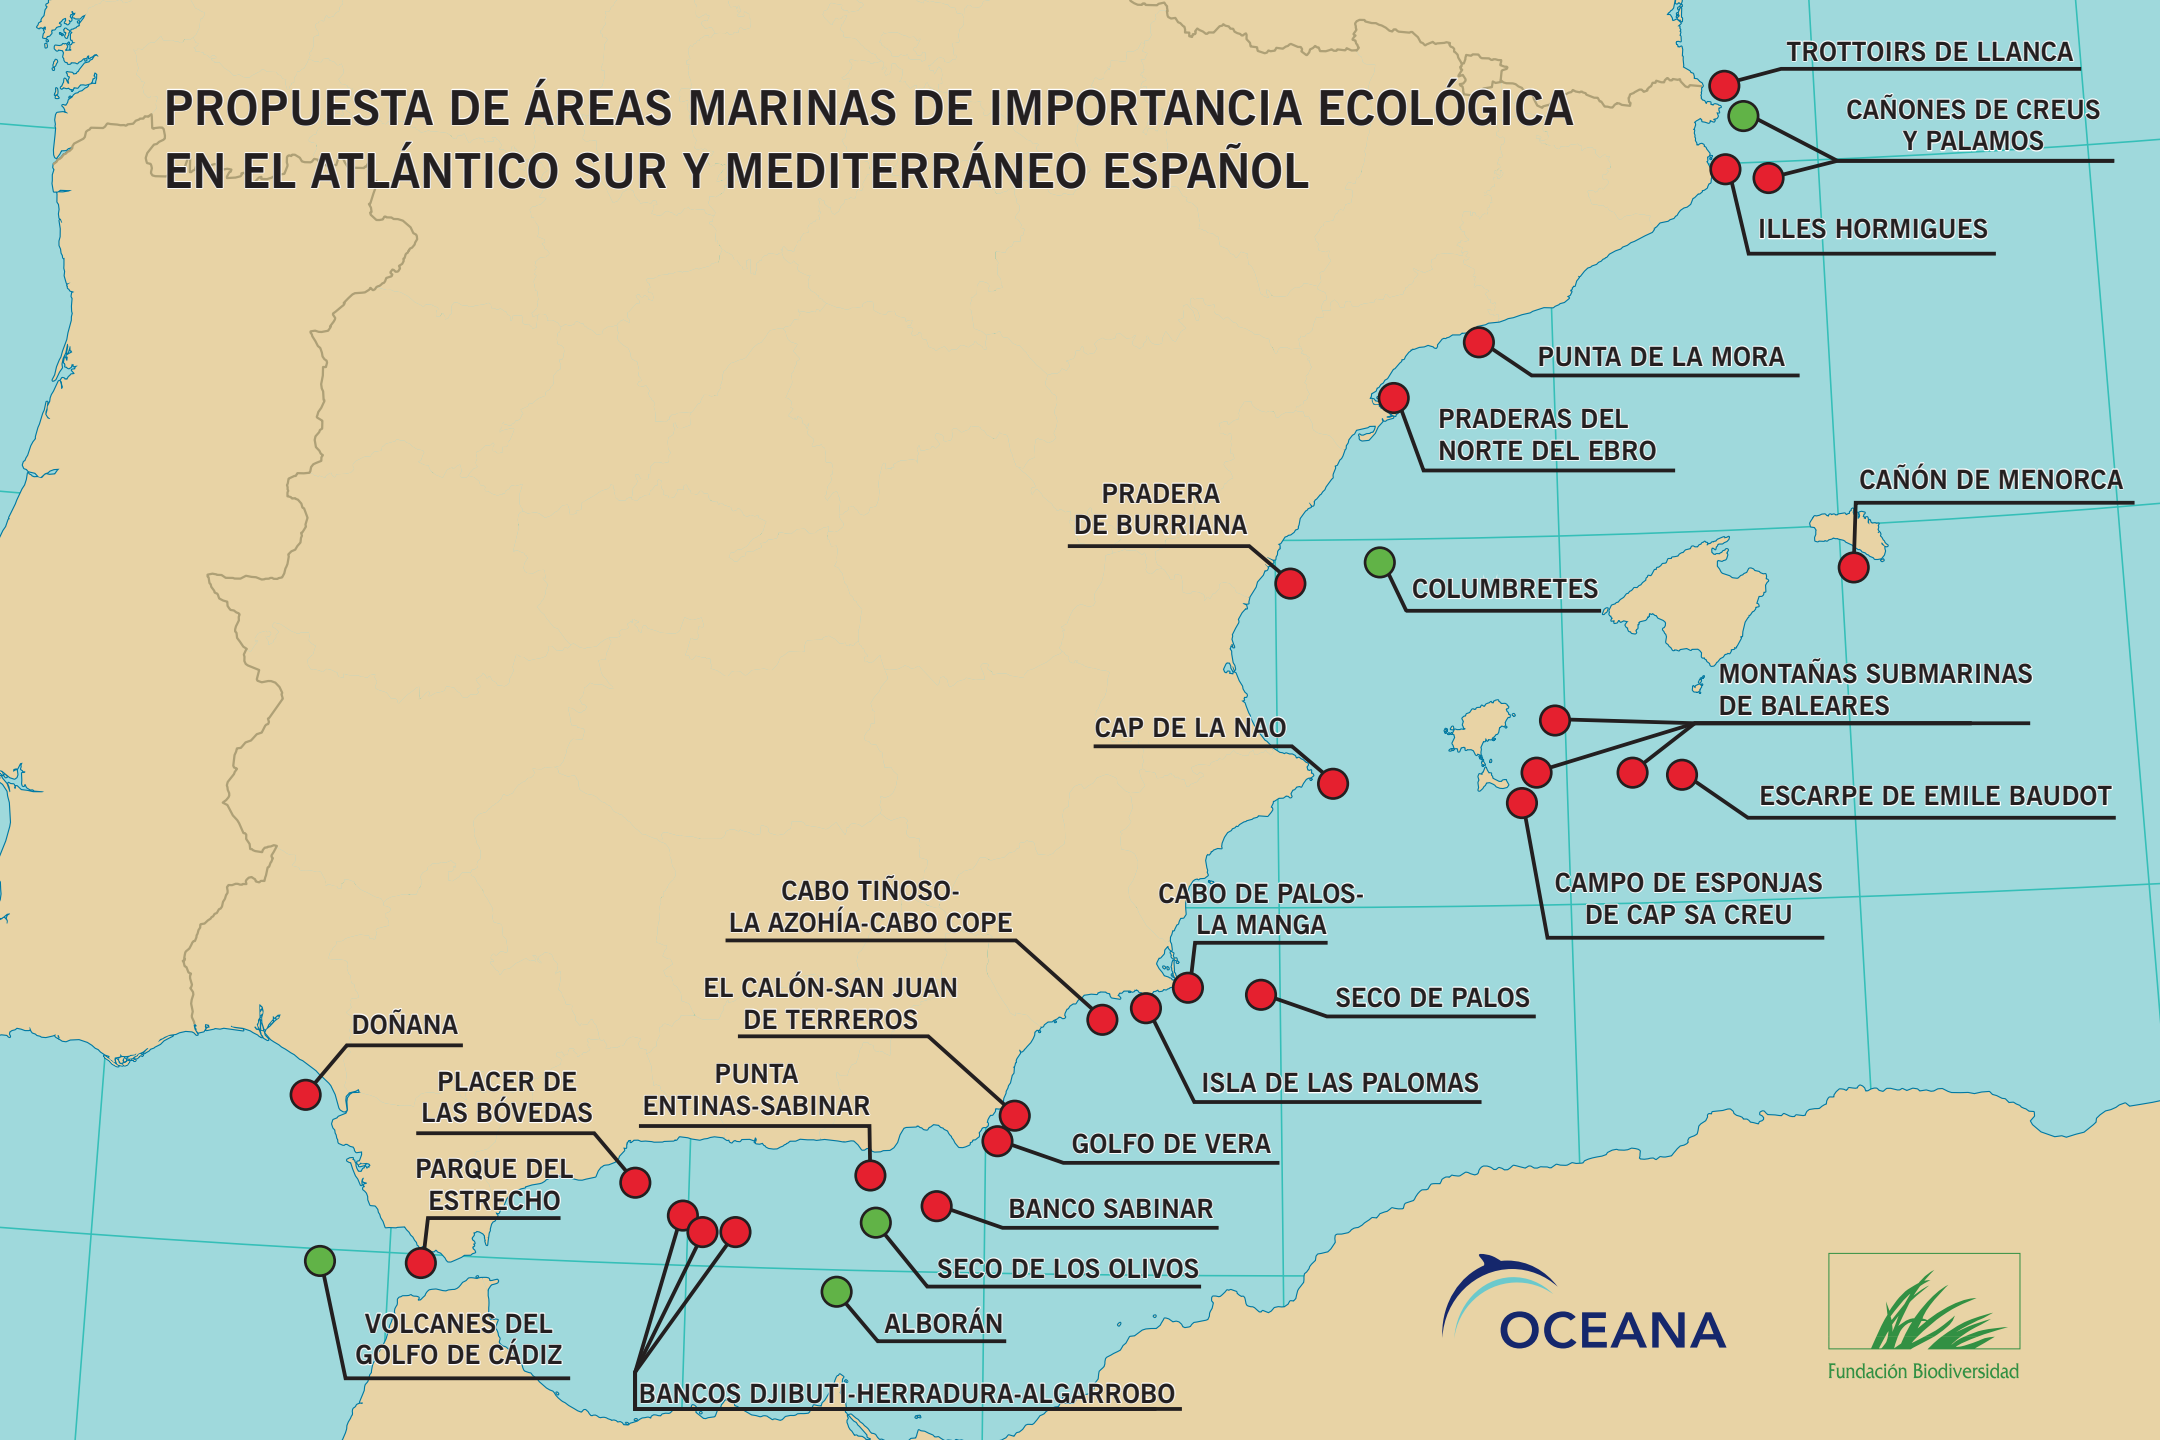 PROPUESTA DE ÁREAS MARINAS DE IMPORTANCIA ECOLÓGICA
EN EL ATLÁNTICO SUR Y MEDITERRÁNEO ESPAÑOL
TROTTOIRS DE LLANCA
CAÑONES DE CREUS
Y PALAMOS
ILLES HORMIGUES
PUNTA DE LA MORA
PRADERAS DEL
NORTE DEL EBRO
PRADERA
DE BURRIANA
CAÑÓN DE MENORCA
COLUMBRETES
MONTAÑAS SUBMARINAS
DE BALEARES
CAP DE LA NAO
ESCARPE DE EMILE BAUDOT
CAMPO DE ESPONJAS
DE CAP SA CREU
CABO TIÑOSO-
LA AZOHÍA-CABO COPE
CABO DE PALOS-
LA MANGA
EL CALÓN-SAN JUAN
DE TERREROS
SECO DE PALOS
DOÑANA
PLACER DE
LAS BÓVEDAS
PUNTA
ENTINAS-SABINAR
ISLA DE LAS PALOMAS
GOLFO DE VERA
PARQUE DEL
ESTRECHO
BANCO SABINAR
SECO DE LOS OLIVOS
VOLCANES DEL
GOLFO DE CÁDIZ
ALBORÁN
BANCOS DJIBUTI-HERRADURA-ALGARROBO
OCEANA
Fundación Biodiversidad